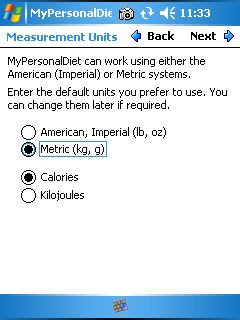 MyPersonalDie 11:33
Measurement Units Back Next
MyPersonalDiet can work using either the
American (Imperial) or Metric systems.
Enter the default units you prefer to use. You
can change them later if required.
American, Imperial (lb, oz)
Metric (kg, g)
Calories
Kilojoules